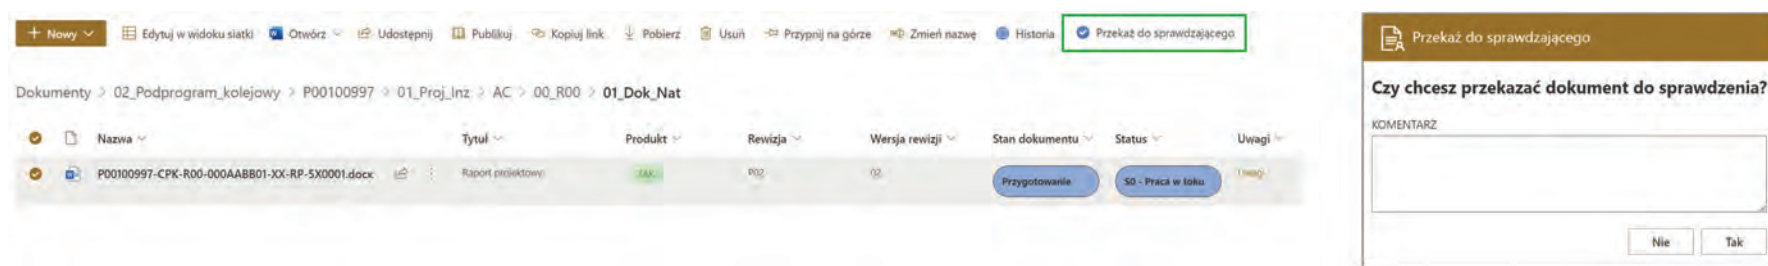 + Nowy Edytuj w widoku siatki Otwórz Udostępnij Publikuj Kopiuj link Pobierz Usuń Przypnij na górze Zmień nazwę Historia Przekaż do sprawdzającego
Dokumenty > 02_Podprogram_kolejowy > P00100997 > 01_Proj_Inz > AC > 00_R00 > 01_Dok_Nat
Nazwa Tytuł Produkt Rewizja Wersja rewizji Stan dokumentu Status Uwagi
P00100997-CPK-R00-000AABB01-XX-RP-5X0001.docx Raport projektowy TAK P02 02 Przygotowanie S0 - Praca w toku Uwagi
Przekaż do sprawdzającego
Czy chcesz przekazać dokument do sprawdzenia?
KOMENTARZ
Nie Tak